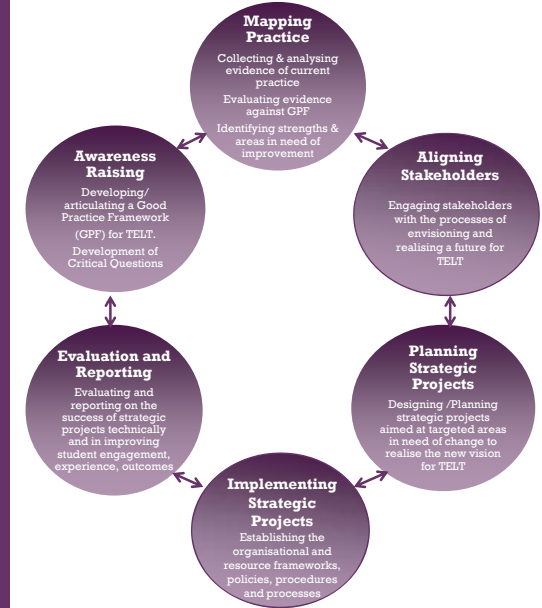 Mapping
Practice
Collecting & analysing
evidence of current
practice
Evaluating evidence
against GPF
Identifying strengths &
areas in need of
improvement
Aligning
Stakeholders
Engaging stakeholders
with the processes of
envisioning and
realising a future for
TELT
Planning
Strategic
Projects
Designing /Planning
strategic projects
aimed at targeted areas
in need of change to
realise the new vision
for TELT
Implementing
Strategic
Projects
Establishing the
organisational and
resource frameworks,
policies, procedures
and processes
Evaluation and
Reporting
Evaluating and
reporting on the
success of strategic
projects technically
and in improving
student engagement,
experience, outcomes
Awareness
Raising
Developing/
articulating a Good
Practice Framework
(GPF) for TELT.
Development of
Critical Questions